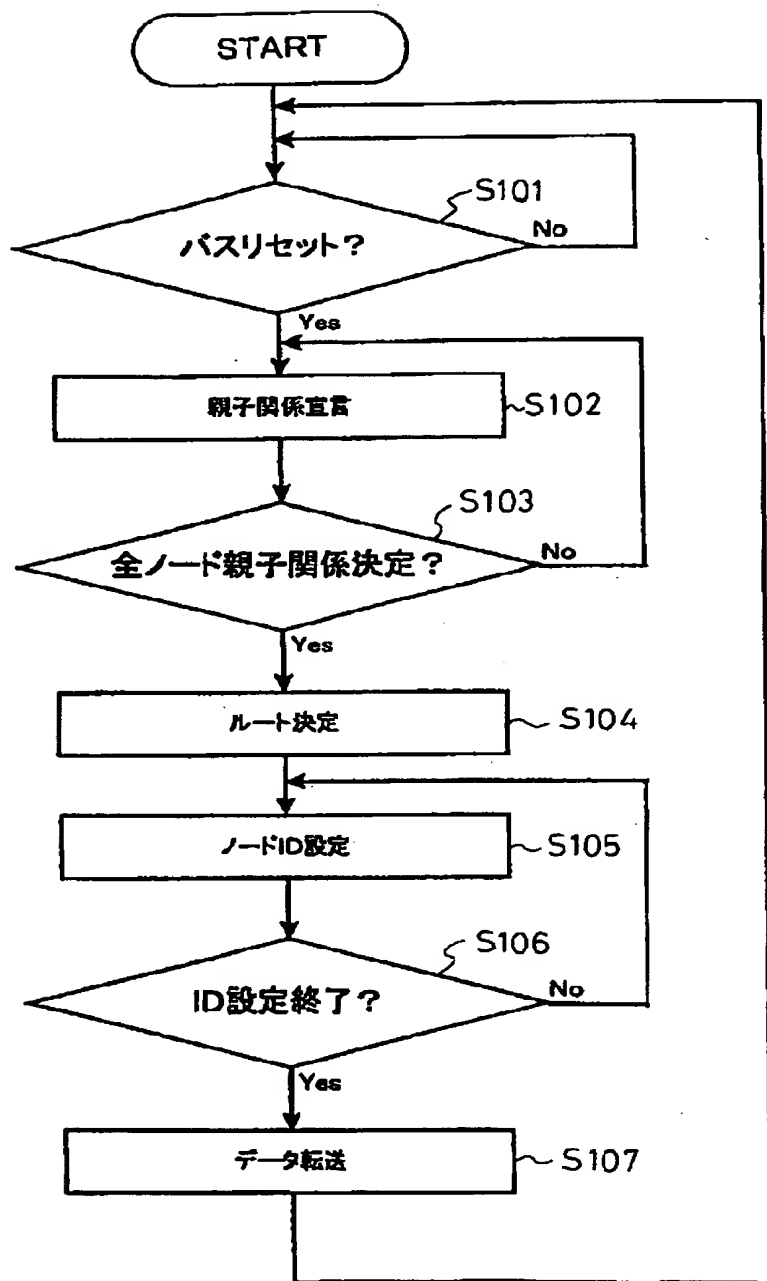 START
S101
バスリセット？
No
Yes
親子関係宣言
S102
S103
全ノード親子関係決定？
No
Yes
ルート決定
S104
ノードID設定
S105
S106
ID設定終了？
No
Yes
データ転送
S107